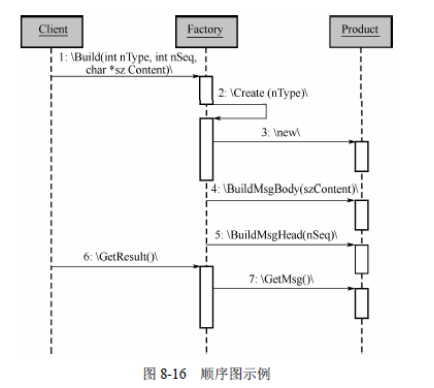 Client
Factory
Product
1: \Build(int nType, int nSeq,
char *sz Content)\
2: \Create (nType)\
3: \new\
4: \BuildMsgBody(szContent)\
5: \BuildMsgHead(nSeq)\
6: \GetResult()\
7: \GetMsg()\
图 8-16 顺序图示例